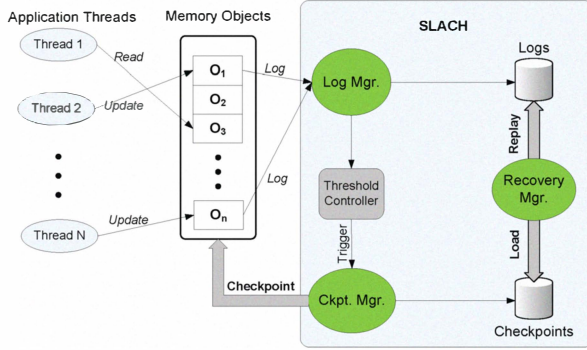 Application Threads
Memory Objects
SLACH
Logs
Thread 1
Read
O1
Log
Log Mgr.
Thread 2
Update
O2
O3
Replay
Log
Threshold
Controller
Recovery
Mgr.
Thread N
Update
On
Trigger
Load
Checkpoint
Ckpt. Mgr.
Checkpoints